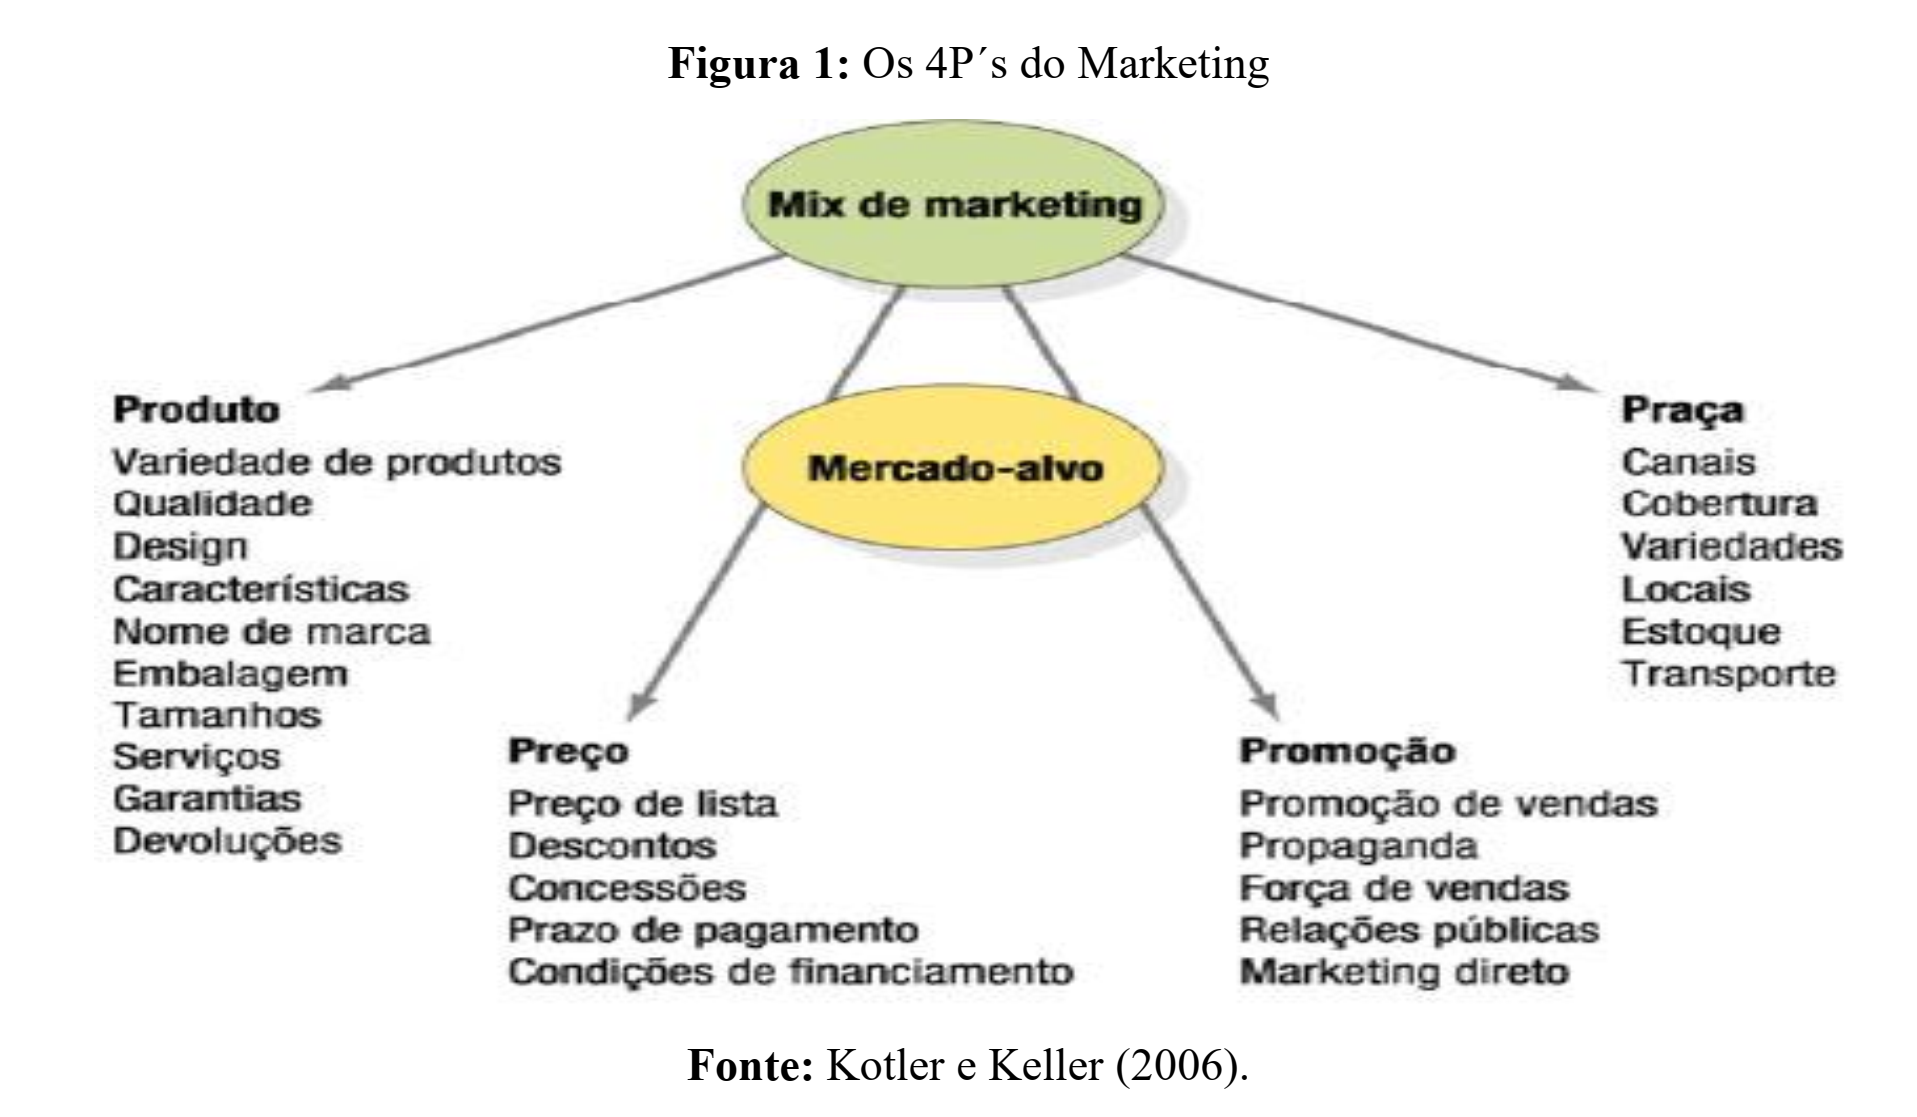 Figura 1: Os 4P´s do Marketing
Mix de marketing
Mercado-alvo
Produto
Variedade de produtos
Qualidade
Design
Características
Nome de marca
Embalagem
Tamanhos
Serviços
Garantias
Devoluções
Preço
Preço de lista
Descontos
Concessões
Prazo de pagamento
Condições de financiamento
Promoção
Promoção de vendas
Propaganda
Força de vendas
Relações públicas
Marketing direto
Praça
Canais
Cobertura
Variedades
Locais
Estoque
Transporte
Fonte: Kotler e Keller (2006).